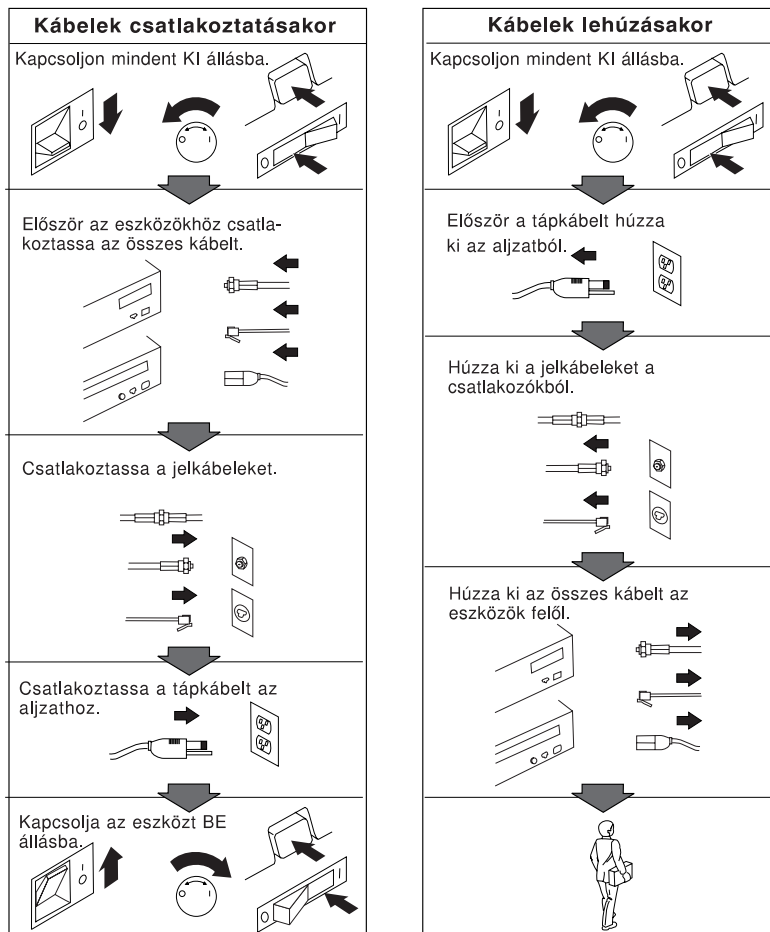 Kábelek csatlakoztatásakor
Kapcsoljon mindent KI állásba.
Először az eszközökhöz csatla-
koztassa az összes kábelt.
Csatlakoztassa a jelkábeleket.
Csatlakoztassa a tápkábelt az
aljzathoz.
Kapcsolja az eszközt BE
állásba.
Kábelek lehúzásakor
Kapcsoljon mindent KI állásba.
Először a tápkábelt húzza
ki az aljzatból.
Húzza ki a jelkábeleket a
csatlakozókból.
Húzza ki az összes kábelt az
eszközök felől.